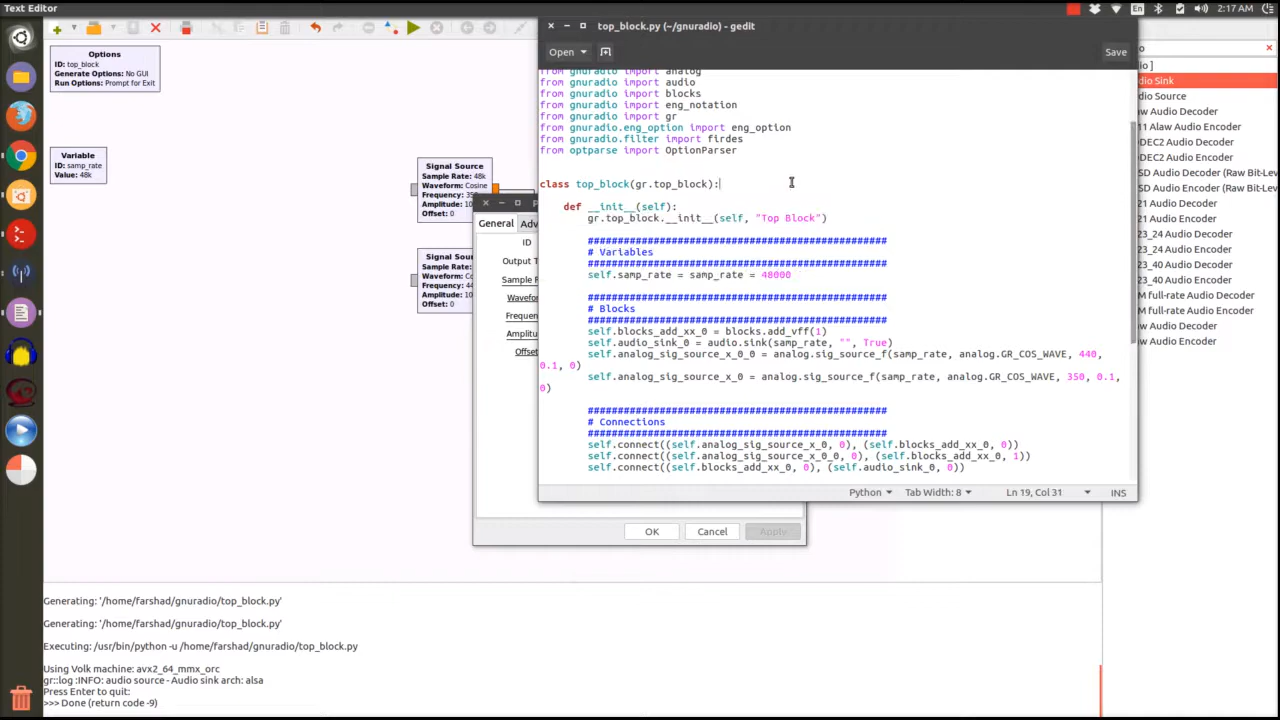 Text Editor
En
2:17 AM
Options
ID: top_block
Generate Options: No GUI
Run Options: Prompt for Exit
Variable
ID: samp_rate
Value: 48k
Signal Source
Sample Rate: 48k
Waveform: Cosine
Frequency: 35
Amplitude: 10
Offset: 0
Signal Sou
Sample Rate:
Waveform: Co
Frequency: 44
Amplitude: 10
Offset: 0
General
Adv
ID
Output T
Sample R
Wavefor
Frequen
Amplitu
Offset
OK
Cancel
Apply
top_block.py (~/gnuradio) - gedit
Open
Save
from gnuradio import analog
from gnuradio import audio
from gnuradio import blocks
from gnuradio import eng_notation
from gnuradio import gr
from gnuradio.eng_option import eng_option
from gnuradio.filter import firdes
from optparse import OptionParser
class top_block(gr.top_block):
def __init__(self):
gr.top_block.__init__(self, "Top Block")
##################################################
# Variables
##################################################
self.samp_rate = samp_rate = 48000
##################################################
# Blocks
##################################################
self.blocks_add_xx_0 = blocks.add_vff(1)
self.audio_sink_0 = audio.sink(samp_rate, "", True)
self.analog_sig_source_x_0_0 = analog.sig_source_f(samp_rate, analog.GR_COS_WAVE, 440,
0.1, 0)
self.analog_sig_source_x_0 = analog.sig_source_f(samp_rate, analog.GR_COS_WAVE, 350, 0.1,
0)
##################################################
# Connections
##################################################
self.connect((self.analog_sig_source_x_0, 0), (self.blocks_add_xx_0, 0))
self.connect((self.analog_sig_source_x_0_0, 0), (self.blocks_add_xx_0, 1))
self.connect((self.blocks_add_xx_0, 0), (self.audio_sink_0, 0))
Python
Tab Width: 8
Ln 19, Col 31
INS
o
io ]
dio Sink
dio Source
aw Audio Decoder
11 Alaw Audio Encoder
DEC2 Audio Decoder
DEC2 Audio Encoder
SD Audio Decoder (Raw Bit-Lev
SD Audio Encoder (Raw Bit-Lev
21 Audio Decoder
21 Audio Encoder
23_24 Audio Decoder
23_24 Audio Encoder
23_40 Audio Decoder
23_40 Audio Encoder
M full-rate Audio Decoder
M full-rate Audio Encoder
aw Audio Decoder
aw Audio Encoder
Generating: '/home/farshad/gnuradio/top_block.py'
Generating: '/home/farshad/gnuradio/top_block.py'
Executing: /usr/bin/python -u /home/farshad/gnuradio/top_block.py
Using Volk machine: avx2_64_mmx_orc
gr::log :INFO: audio source - Audio sink arch: alsa
Press Enter to quit:
>>> Done (return code -9)